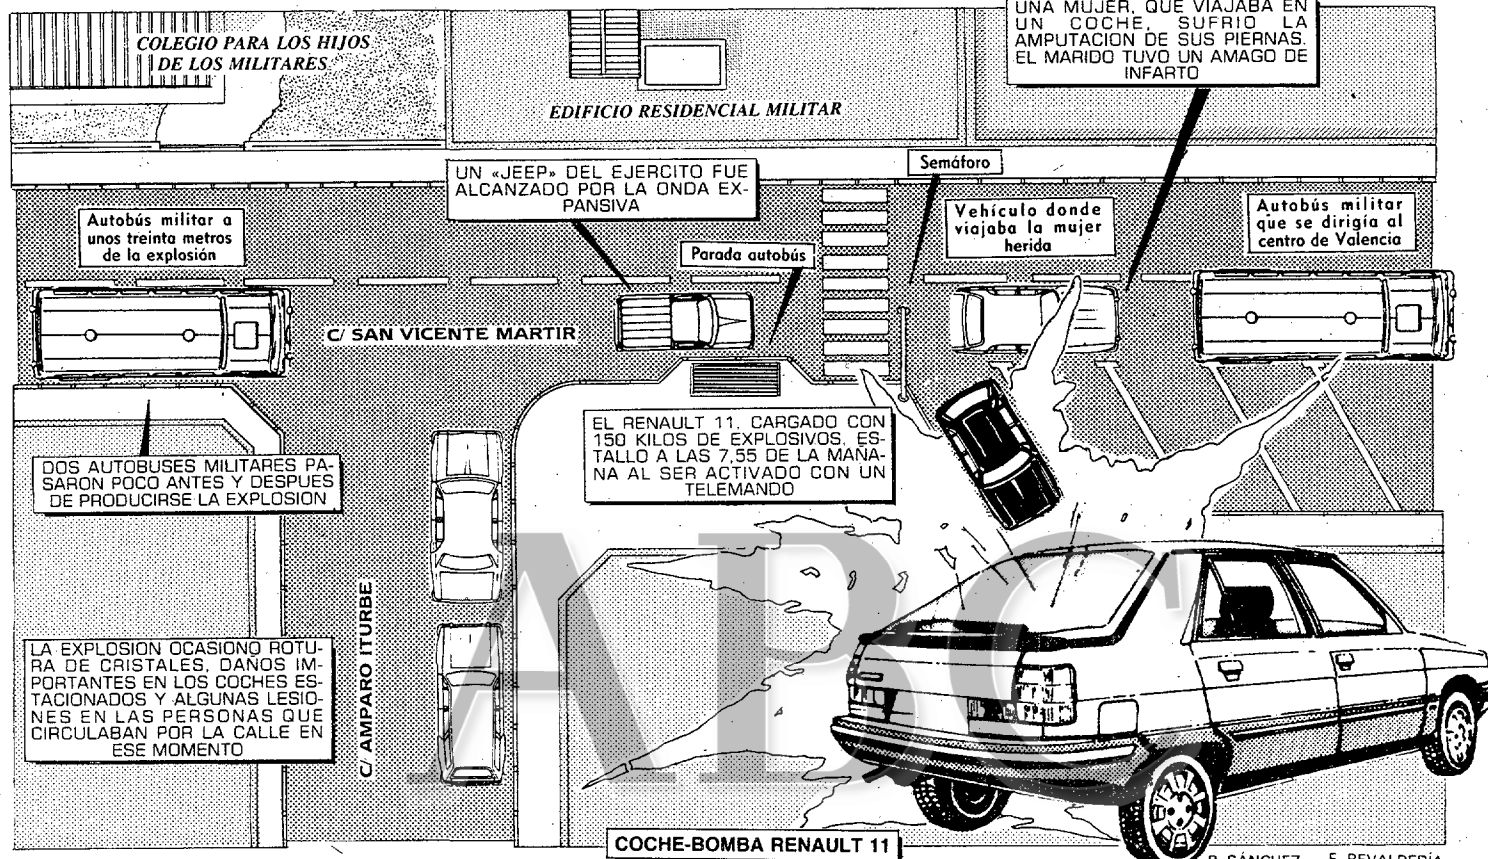 COLEGIO PARA LOS HIJOS
DE LOS MILITARES
EDIFICIO RESIDENCIAL MILITAR
UNA MUJER, QUE VIAJABA EN
UN COCHE, SUFRIO LA
AMPUTACION DE SUS PIERNAS.
EL MARIDO TUVO UN AMAGO DE
INFARTO
UN «JEEP» DEL EJERCITO FUE
ALCANZADO POR LA ONDA EX-
PANSIVA
Semáforo
Autobús militar a
unos treinta metros
de la explosión
Parada autobús
Vehículo donde
viajaba la mujer
herida
Autobús militar
que se dirigía al
centro de Valencia
C/ SAN VICENTE MARTIR
DOS AUTOBUSES MILITARES PA-
SARON POCO ANTES Y DESPUES
DE PRODUCIRSE LA EXPLOSION
EL RENAULT 11, CARGADO CON
150 KILOS DE EXPLOSIVOS, ES-
TALLO A LAS 7,55 DE LA MAÑA-
NA AL SER ACTIVADO CON UN
TELEMANDO
LA EXPLOSION OCASIONO ROTU-
RA DE CRISTALES, DAÑOS IM-
PORTANTES EN LOS COCHES ES-
TACIONADOS Y ALGUNAS LESIO-
NES EN LAS PERSONAS QUE
CIRCULABAN POR LA CALLE EN
ESE MOMENTO
C/ AMPARO ITURBE
ABC
COCHE-BOMBA RENAULT 11
SÁNCHEZ